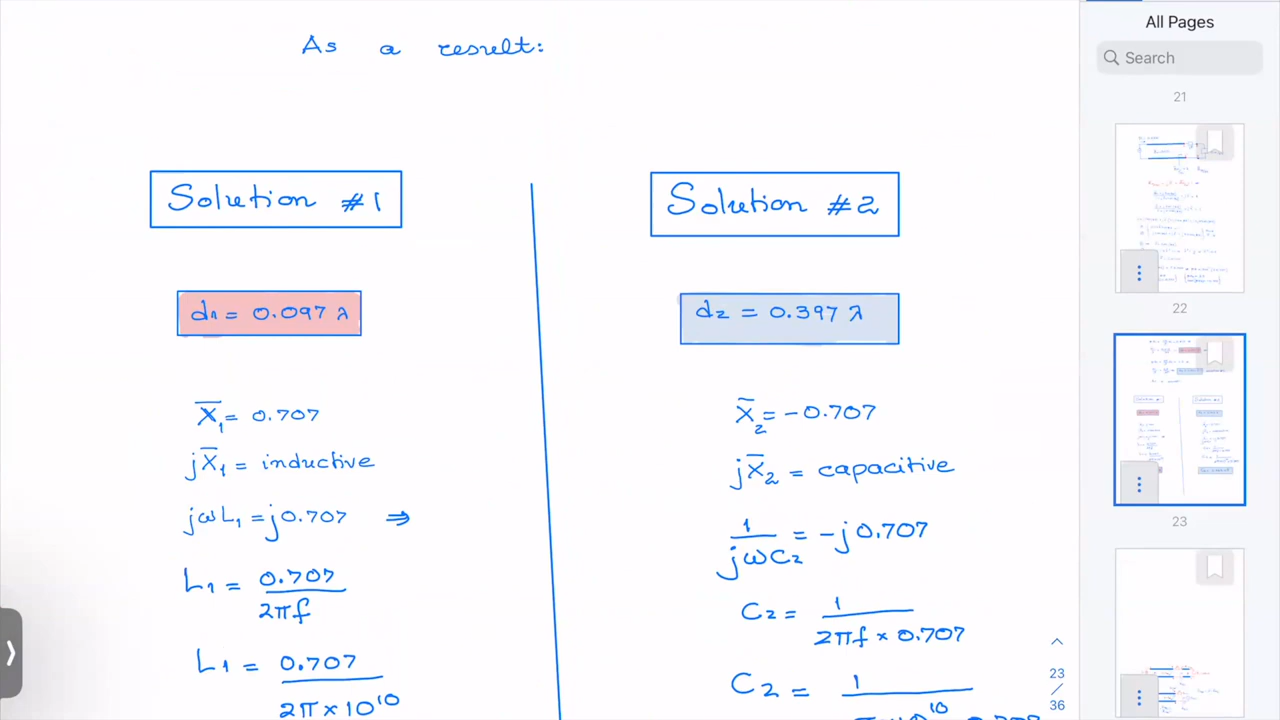 As a result:
Solution #1
d₁ = 0.097 λ
X̅₁ = 0.707
jX̅₁ = inductive
jωL₁ = j0.707 ⇒
L₁ = 0.707 / 2πf
L₁ = 0.707 / 2π × 10¹⁰
Solution #2
d₂ = 0.397 λ
X̅₂ = -0.707
jX̅₂ = capacitive
1 / jωC₂ = -j0.707
C₂ = 1 / 2πf × 0.707
C₂ = 1
All Pages
Search
21
22
23
23
/
36